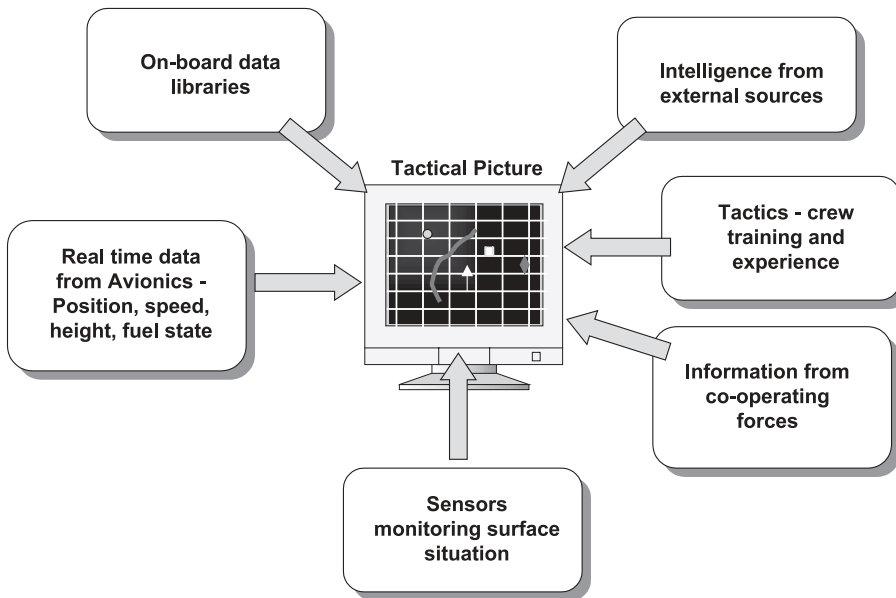 On-board data
libraries
Intelligence from
external sources
Tactical Picture
Tactics - crew
training and
experience
Real time data
from Avionics -
Position, speed,
height, fuel state
Information from
co-operating
forces
Sensors
monitoring surface
situation